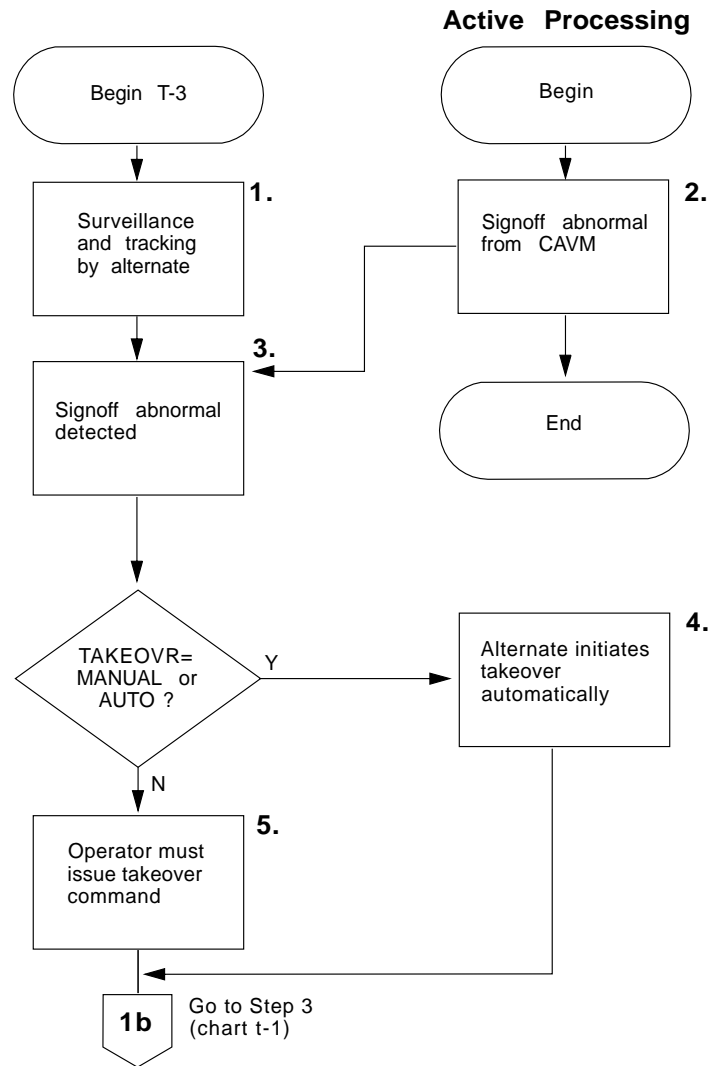 Active Processing
Begin T-3
Begin
1.
Surveillance
and tracking
by alternate
2.
Signoff abnormal
from CAVM
3.
Signoff abnormal
detected
End
TAKEOVR=
MANUAL or
AUTO ?
Y
N
4.
Alternate initiates
takeover
automatically
5.
Operator must
issue takeover
command
1b
Go to Step 3
(chart t-1)